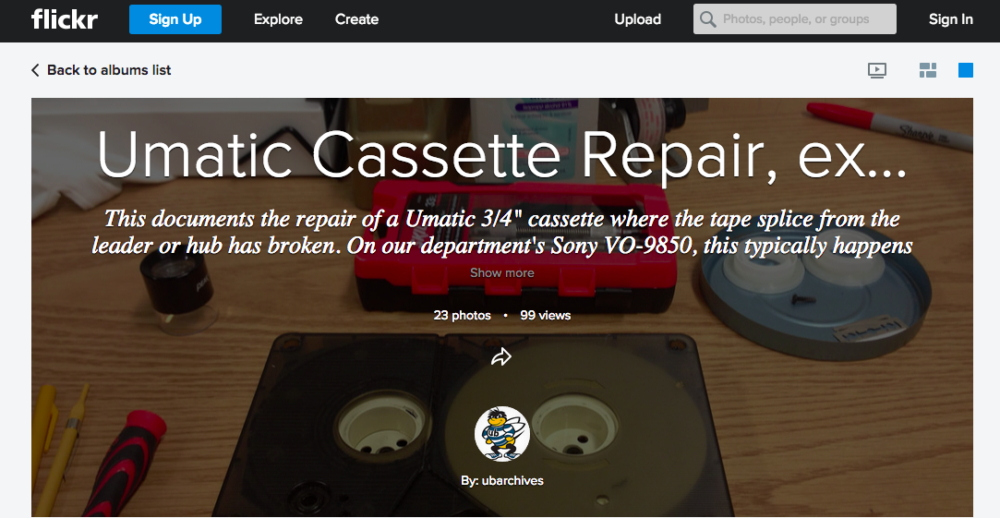 flickr Sign Up Explore Create Upload Photos, people, or groups Sign In
Back to albums list
Umatic Cassette Repair, ex...
This documents the repair of a Umatic 3/4" cassette where the tape splice from the
leader or hub has broken. On our department's Sony VO-9850, this typically happens
Show more
23 photos • 99 views
By: ubarchives
Sharpie